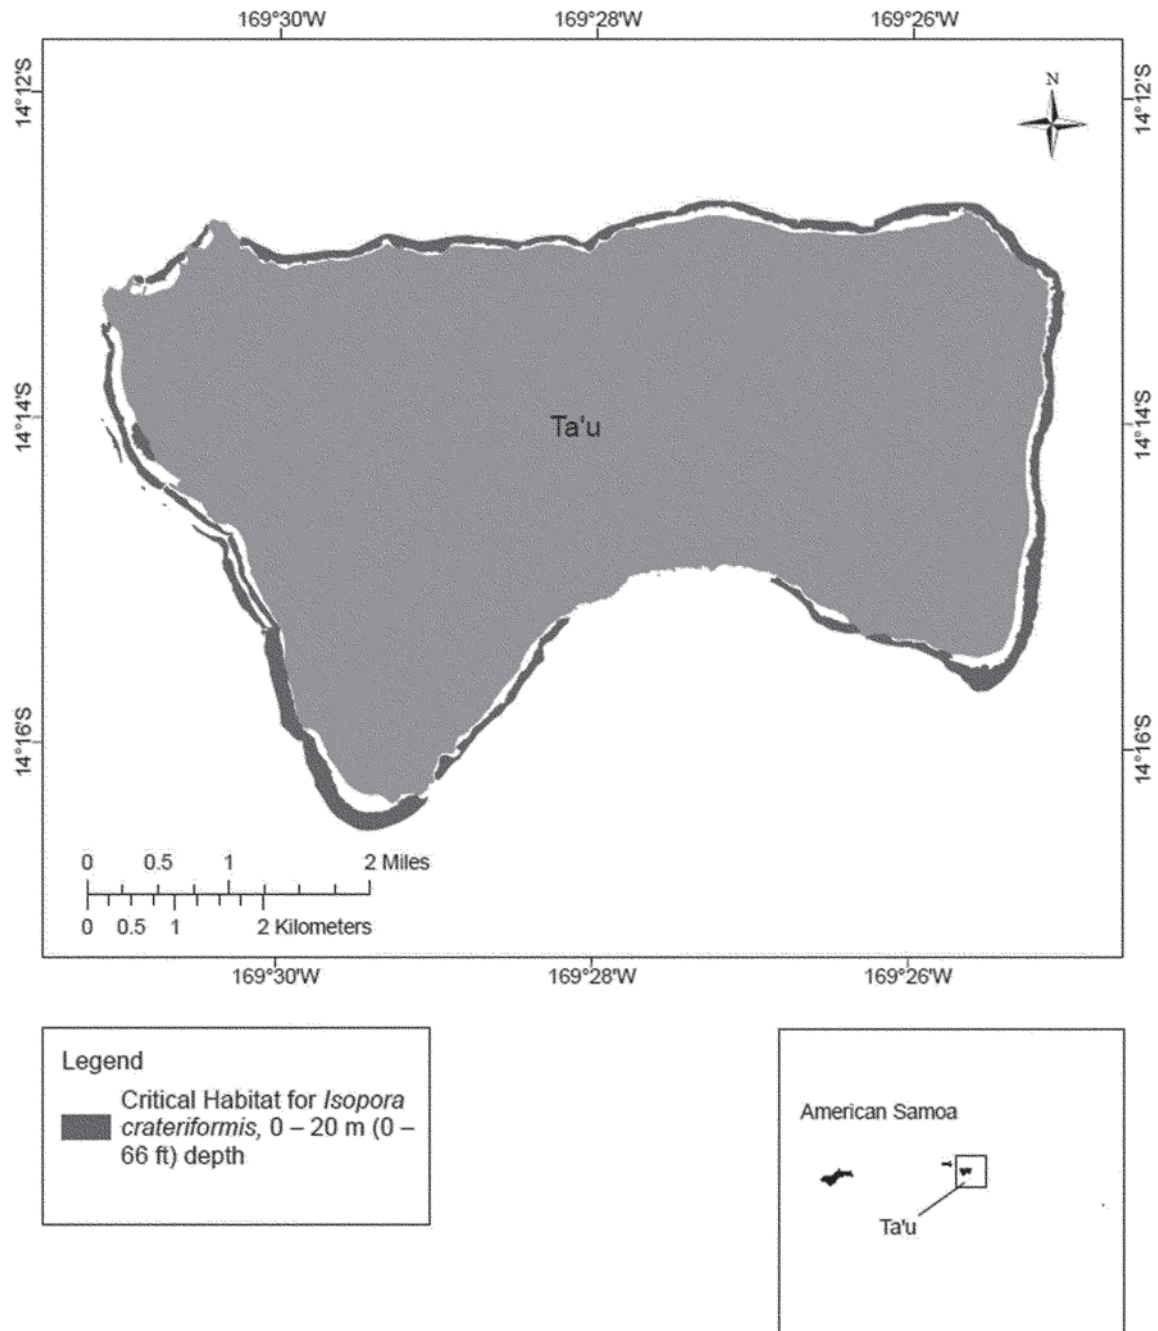 169°30'W 169°28'W 169°26'W
14°12'S
14°12'S
N
14°14'S
14°14'S
Ta'u
14°16'S
14°16'S
0 0.5 1 2 Miles
0 0.5 1 2 Kilometers
169°30'W 169°28'W 169°26'W
Legend
Critical Habitat for Isopora
crateriformis, 0 – 20 m (0 –
66 ft) depth
American Samoa
Ta'u